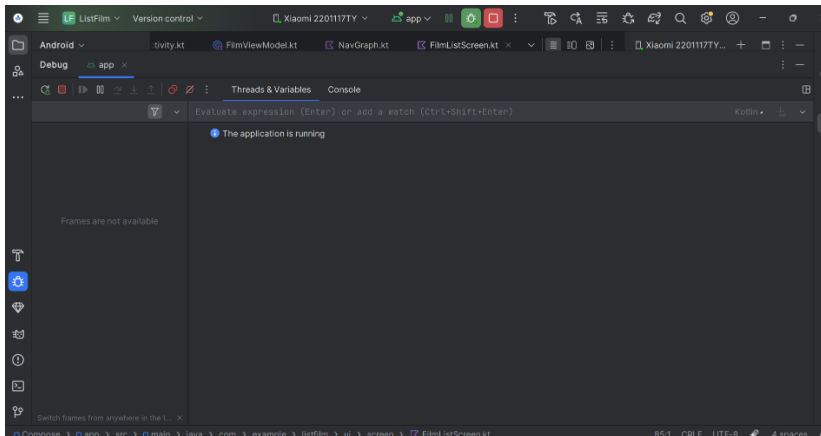 LF ListFilm Version control Xiaomi 2201117TY app
Android :tivity.kt FilmViewModel.kt NavGraph.kt FilmListScreen.kt Xiaomi 2201117TY...
Debug app
Threads & Variables Console
Evaluate expression (Enter) or add a watch (Ctrl+Shift+Enter) Kotlin
The application is running
Frames are not available
Switch frames from anywhere in the I...
Compose > app > src > main > java > com > example > listfilm > ui > screen > FilmListScreen.kt 85:1 CRLF UTF-8 4 spaces